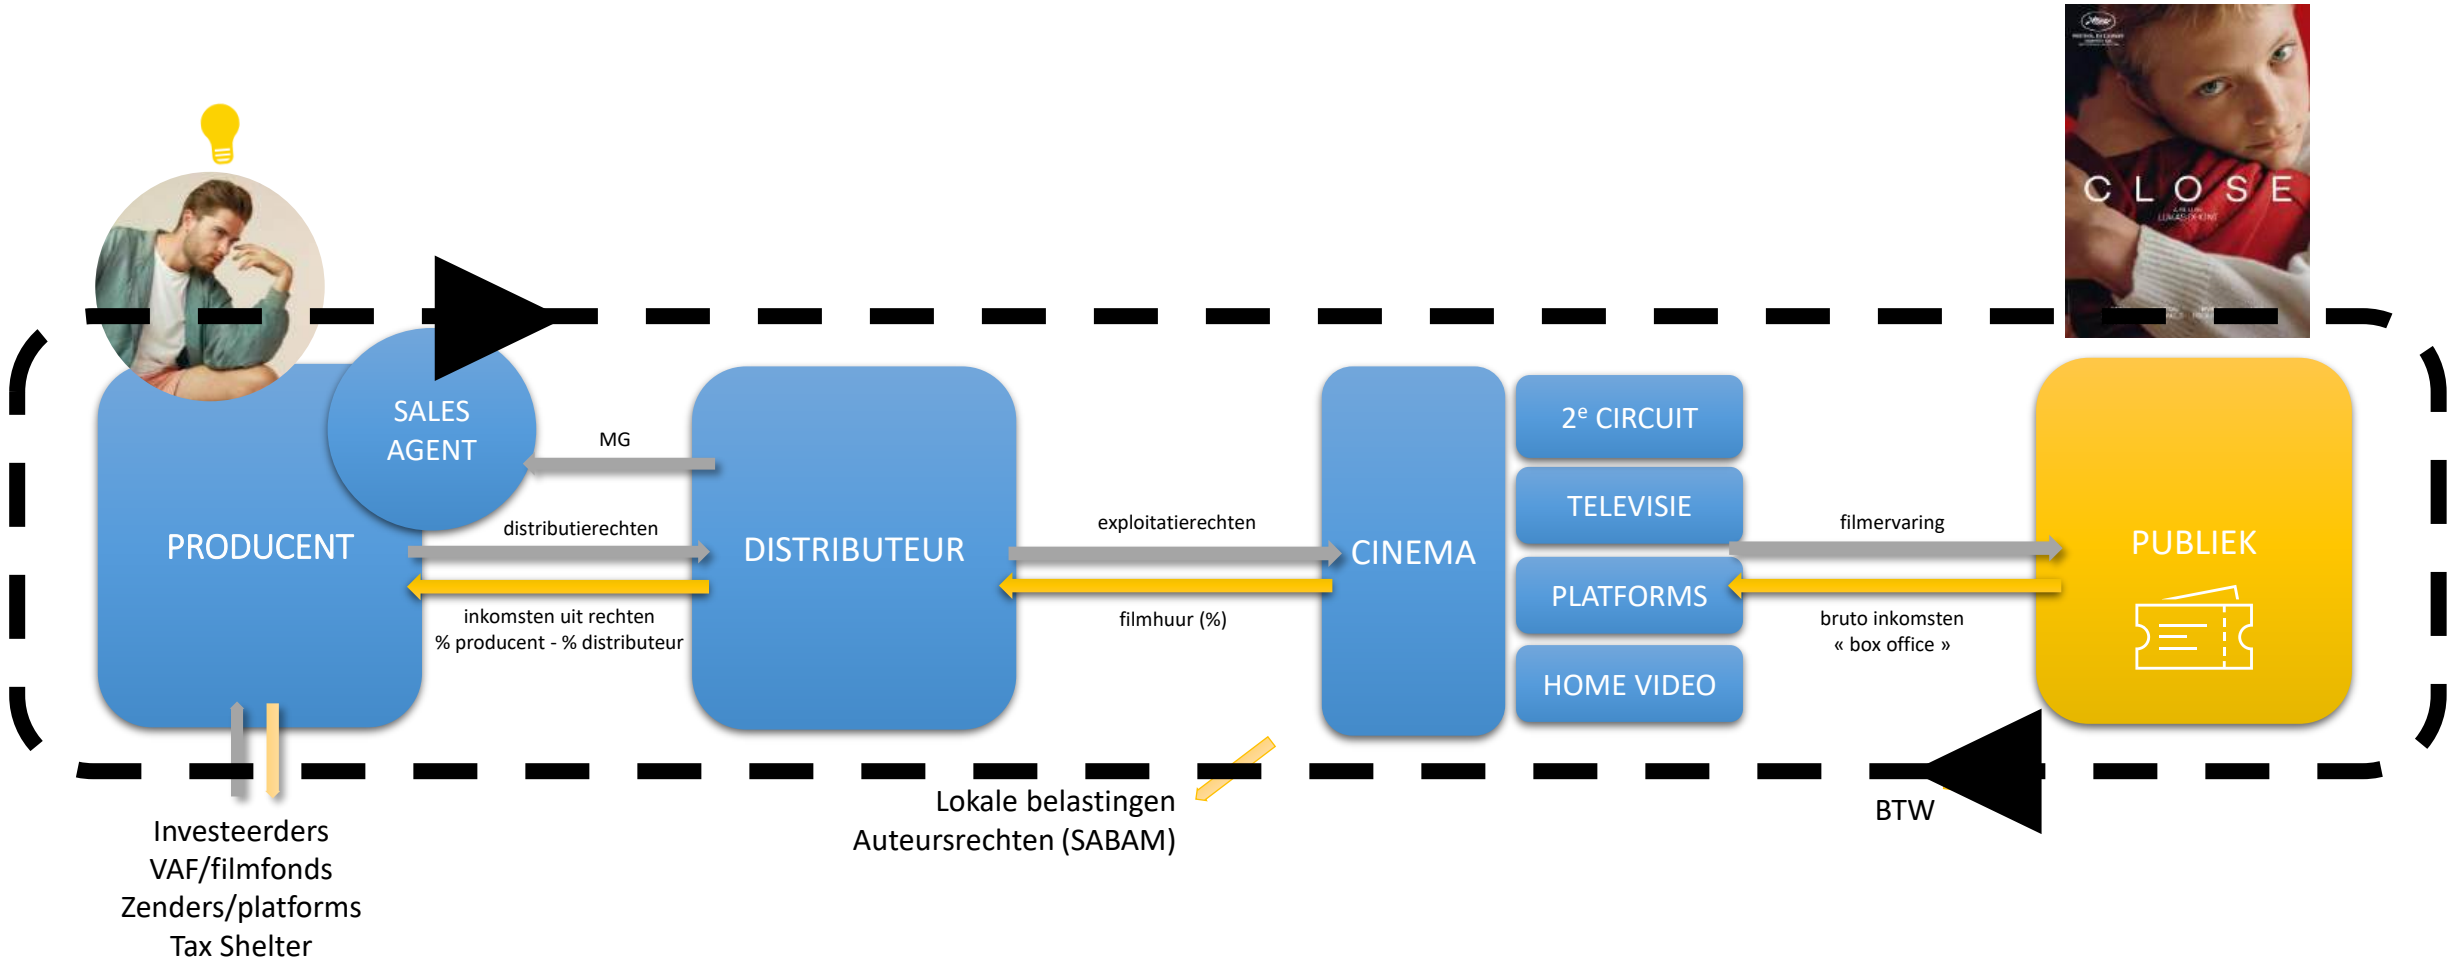 CLOSE
SALES
AGENT
MG
PRODUCENT
distributierechten
inkomsten uit rechten
% producent - % distributeur
DISTRIBUTEUR
exploitatierechten
filmhuur (%)
CINEMA
2e CIRCUIT
TELEVISIE
PLATFORMS
HOME VIDEO
filmervaring
bruto inkomsten
« box office »
PUBLIEK
Lokale belastingen
Auteursrechten (SABAM)
BTW
Investeerders
VAF/filmfonds
Zenders/platforms
Tax Shelter